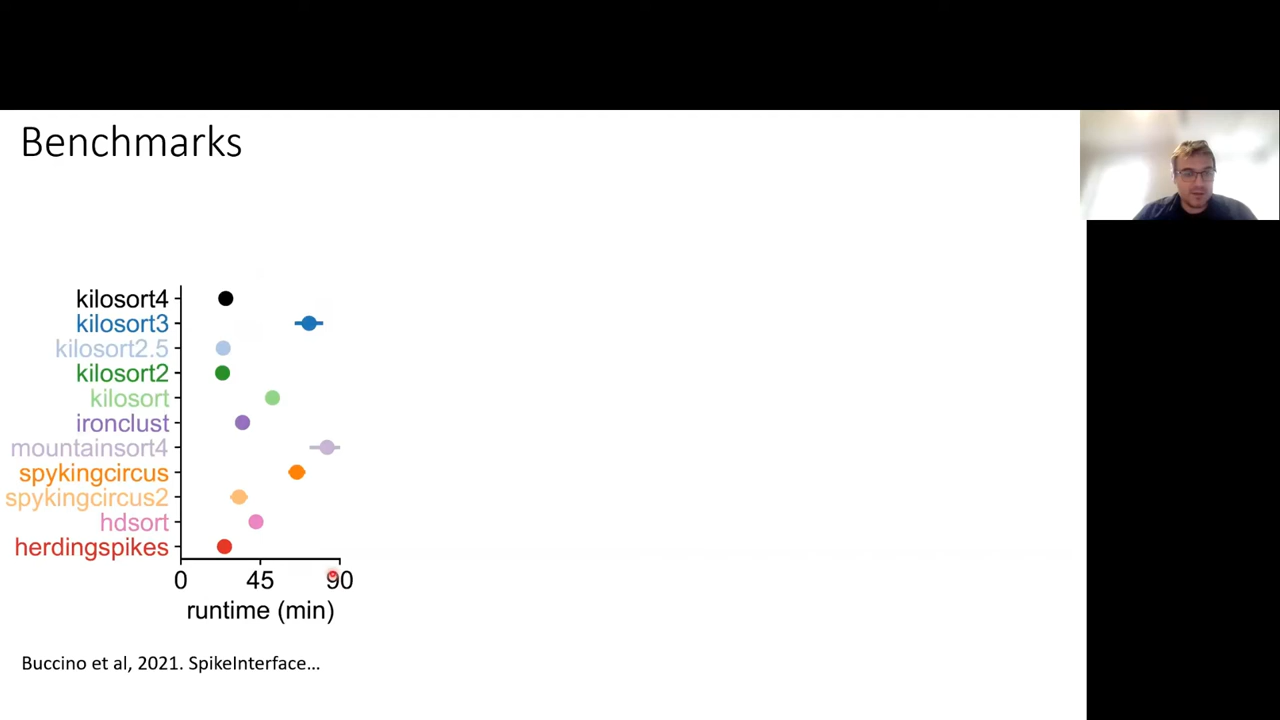 Benchmarks
kilosort4
kilosort3
kilosort2.5
kilosort2
kilosort
ironclust
mountainsort4
spykingcircus
spykingcircus2
hdsort
herdingspikes
0 45 90
runtime (min)
Buccino et al, 2021. SpikeInterface...